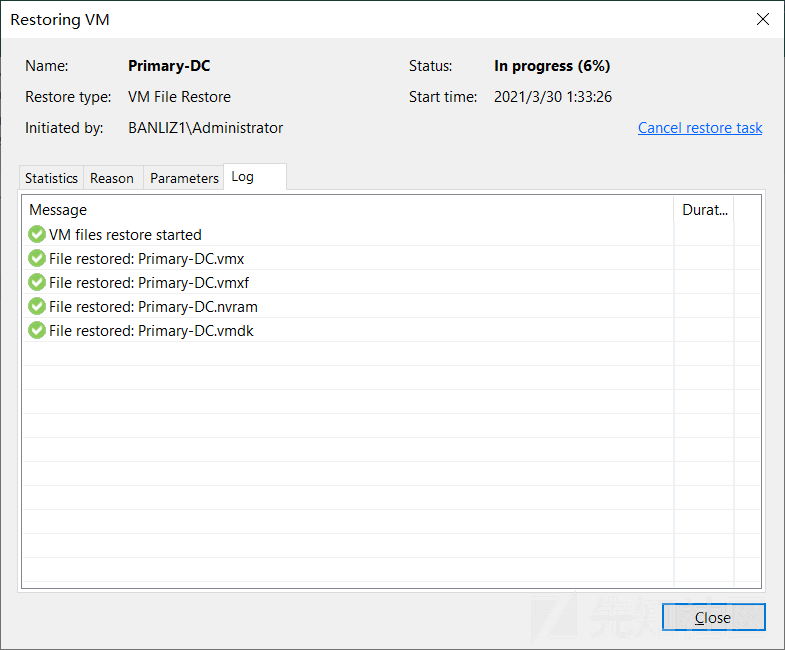 Restoring VM
Name: Primary-DC Status: In progress (6%)
Restore type: VM File Restore Start time: 2021/3/30 1:33:26
Initiated by: BANLIZ1\Administrator Cancel restore task
Statistics Reason Parameters Log
Message Durat...
VM files restore started
File restored: Primary-DC.vmx
File restored: Primary-DC.vmxf
File restored: Primary-DC.nvram
File restored: Primary-DC.vmdk
Close